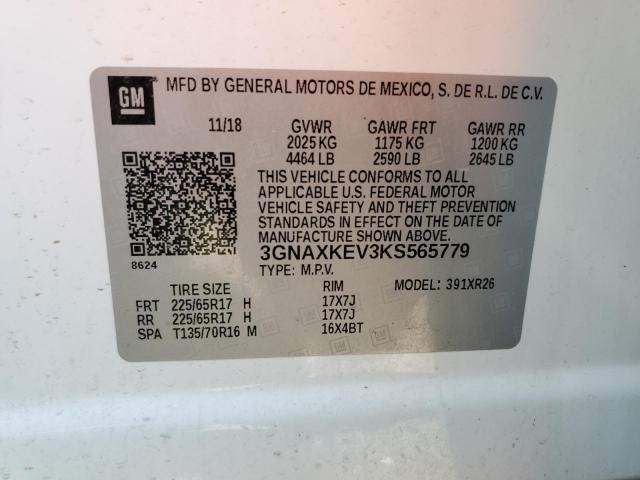 GM
MFD BY GENERAL MOTORS DE MEXICO, S. DE R.L. DE C.V.
11/18 GVWR GAWR FRT GAWR RR
2025 KG 1175 KG 1200 KG
4464 LB 2590 LB 2645 LB
THIS VEHICLE CONFORMS TO ALL
APPLICABLE U.S. FEDERAL MOTOR
VEHICLE SAFETY AND THEFT PREVENTION
STANDARDS IN EFFECT ON THE DATE OF
MANUFACTURE SHOWN ABOVE.
8624
3GNAXKEV3KS565779
TYPE: M.P.V.
TIRE SIZE RIM MODEL: 391XR26
FRT 225/65R17 H 17X7J
RR 225/65R17 H 17X7J
SPA T135/70R16 M 16X4BT